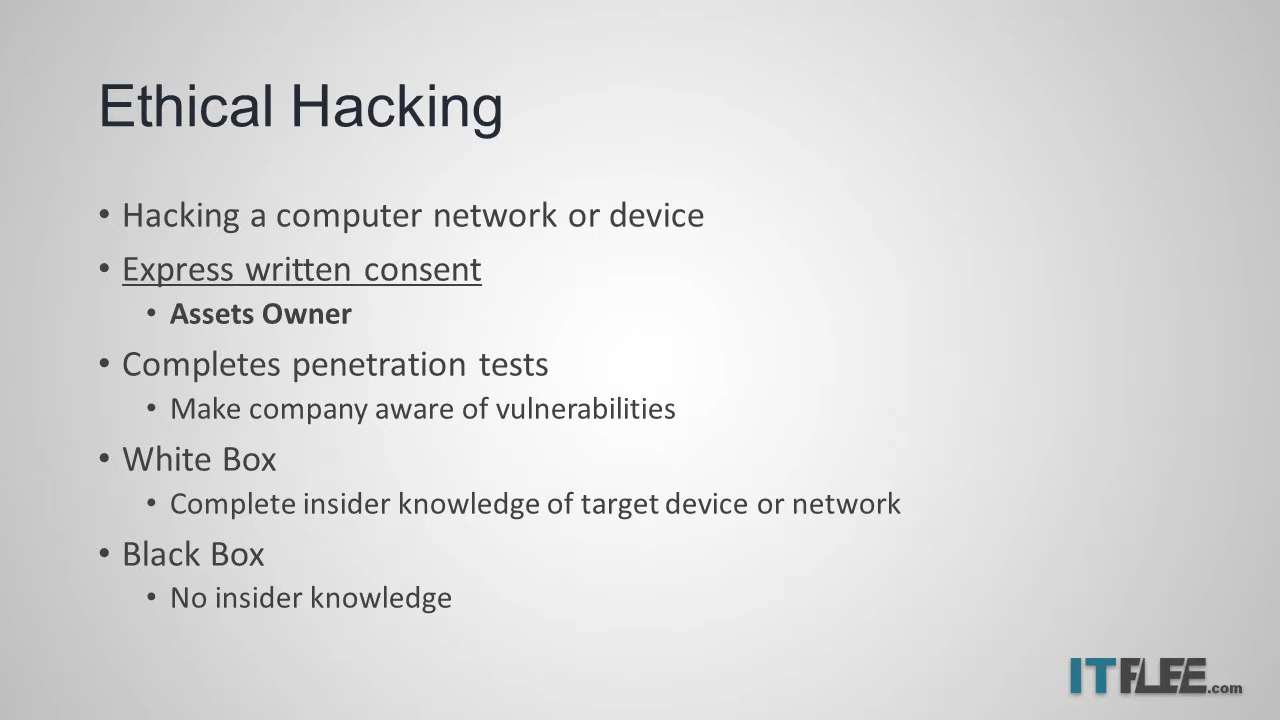 Ethical Hacking
• Hacking a computer network or device
• Express written consent
• Assets Owner
• Completes penetration tests
• Make company aware of vulnerabilities
• White Box
• Complete insider knowledge of target device or network
• Black Box
• No insider knowledge
ITFLEE.com